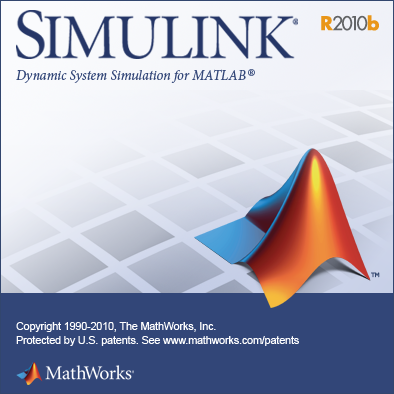 SIMULINK®
R2010b
Dynamic System Simulation for MATLAB®
™
Copyright 1990-2010, The MathWorks, Inc.
Protected by U.S. patents. See www.mathworks.com/patents
MathWorks®